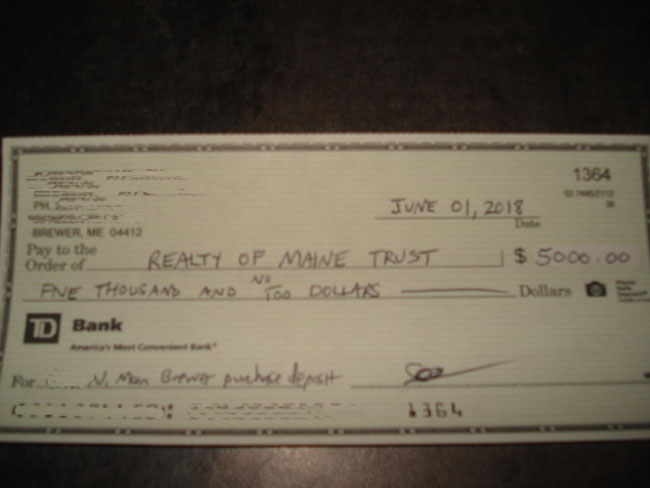 1364
PH.
JUNE 01, 2018
Date
BREWER, ME 04412
Pay to the
Order of REALTY OF MAINE TRUST $ 5000.00
FIVE THOUSAND AND NO/100 DOLLARS Dollars
TD Bank
America's Most Convenient Bank
For N. Main Brewer purchase deposit
1364